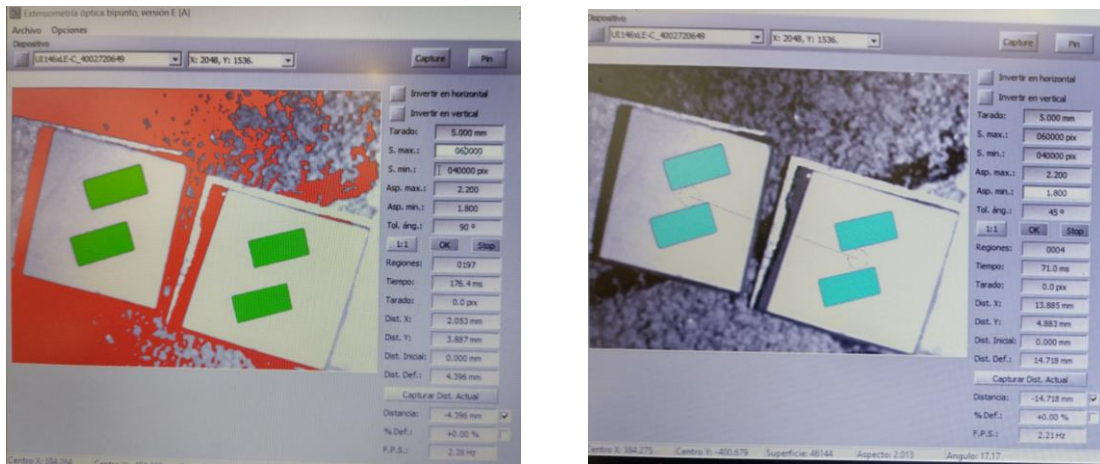 Extensometría óptica bipunto, versión E [A]
Archivo Opciones
Dispositivo
UI146xLE-C_4002720649 X: 2048, Y: 1536. Capture Pin
Invertir en horizontal
Invertir en vertical
Tarado: 5.000 mm
S. max.: 060000
S. min.: 040000 pix
Asp. max.: 2.200
Asp. min.: 1.800
Tol. áng.: 90 º
1:1 OK Stop
Regiones: 0197
Tiempo: 176.4 ms
Tarado: 0.0 pix
Dist. X: 2.053 mm
Dist. Y: 3.887 mm
Dist. Inicial: 0.000 mm
Dist. Def.: 4.396 mm
Capturar Dist. Actual
Distancia: -4.396 mm
% Def.: +0.00 %
F.P.S.: 2.28 Hz
Centro X: 384.264
Dispositivo
UI146xLE-C_4002720649 X: 2048, Y: 1536. Capture Pin
Invertir en horizontal
Invertir en vertical
Tarado: 5.000 mm
S. max.: 060000 pix
S. min.: 040000 pix
Asp. max.: 2.200
Asp. min.: 1.800
Tol. áng.: 45 º
1:1 OK Stop
Regiones: 0004
Tiempo: 71.0 ms
Tarado: 0.0 pix
Dist. X: 13.885 mm
Dist. Y: 4.883 mm
Dist. Inicial: 0.000 mm
Dist. Def.: 14.718 mm
Capturar Dist. Actual
Distancia: -14.718 mm
% Def.: +0.00 %
F.P.S.: 2.21 Hz
Centro X: 384.275 Centro Y: -400.679 Superficie: 46144 Aspecto: 2.013 Angulo: 17.17